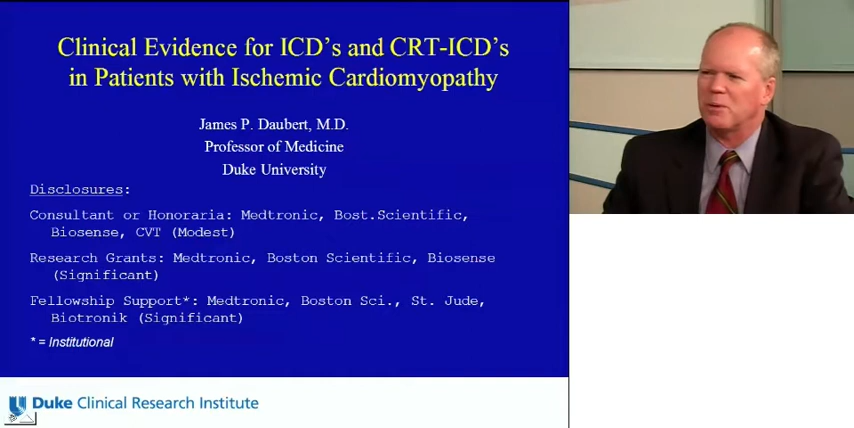 Clinical Evidence for ICD's and CRT-ICD's
in Patients with Ischemic Cardiomyopathy
James P. Daubert, M.D.
Professor of Medicine
Duke University
Disclosures:
Consultant or Honoraria: Medtronic, Bost.Scientific,
Biosense, CVT (Modest)
Research Grants: Medtronic, Boston Scientific, Biosense
(Significant)
Fellowship Support*: Medtronic, Boston Sci., St. Jude,
Biotronik (Significant)
* = Institutional
Duke Clinical Research Institute